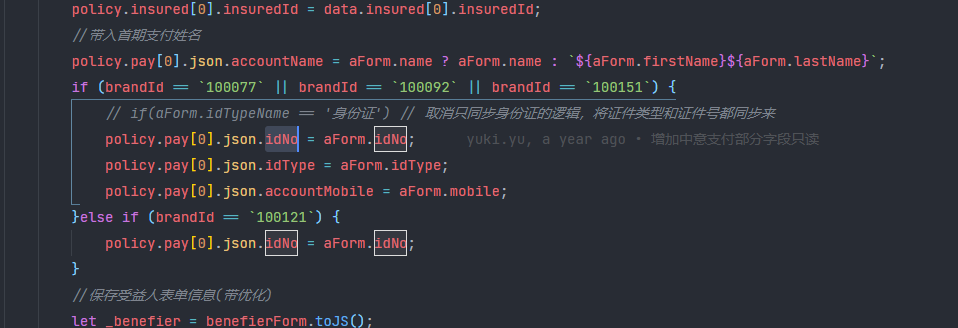 policy.insured[0].insuredId = data.insured[0].insuredId;
//带入首期支付姓名
policy.pay[0].json.accountName = aForm.name ? aForm.name : `${aForm.firstName}${aForm.lastName}`;
if (brandId == `100077` || brandId == `100092` || brandId == `100151`) {
// if(aForm.idTypeName == '身份证') // 取消只同步身份证的逻辑, 将证件类型和证件号都同步来
policy.pay[0].json.idNo = aForm.idNo; yuki.yu, a year ago • 增加中意支付部分字段只读
policy.pay[0].json.idType = aForm.idType;
policy.pay[0].json.accountMobile = aForm.mobile;
}else if (brandId == `100121`) {
policy.pay[0].json.idNo = aForm.idNo;
}
//保存受益人表单信息(带优化)
let _benefier = benefierForm.toJS();